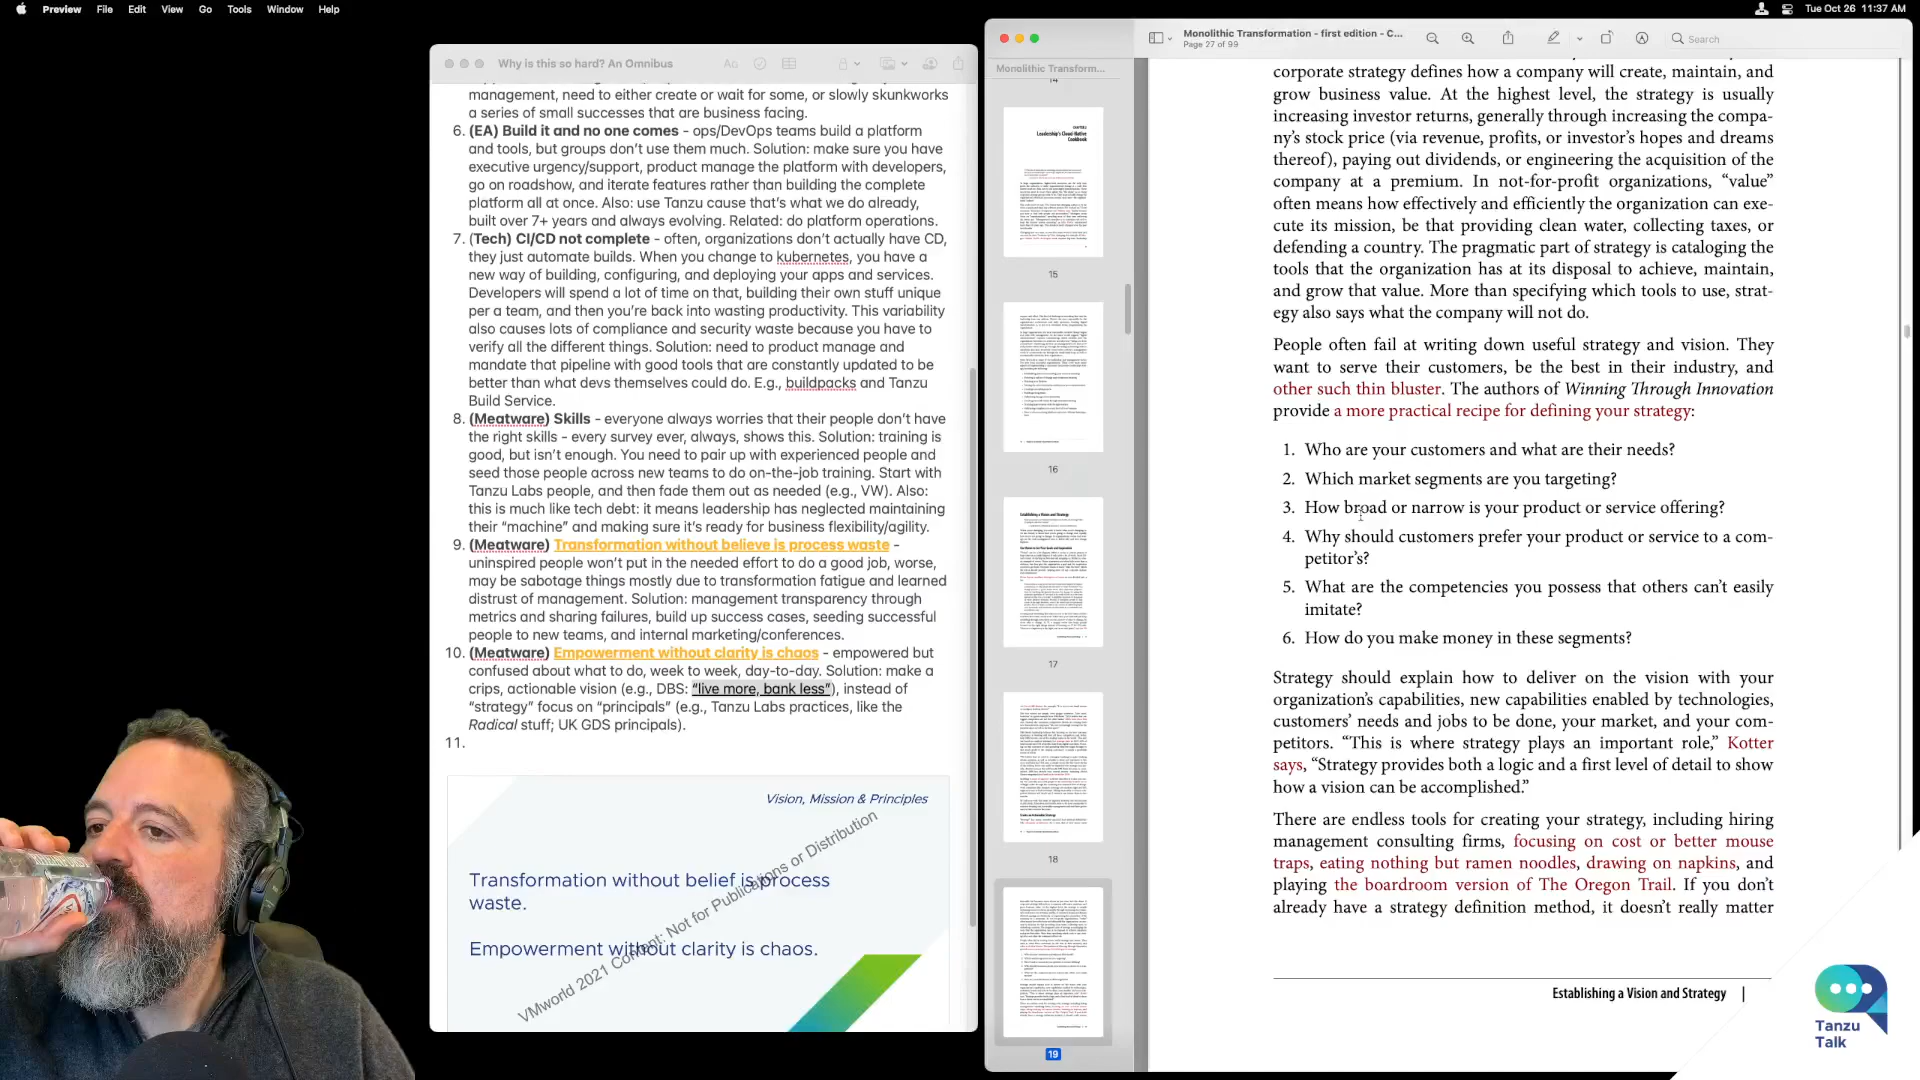 Preview File Edit View Go Tools Window Help
Tue Oct 26 11:37 AM
Why is this so hard? An Omnibus
management, need to either create or wait for some, or slowly skunkworks
a series of small successes that are business facing.
6. (EA) Build it and no one comes - ops/DevOps teams build a platform
and tools, but groups don't use them much. Solution: make sure you have
executive urgency/support, product manage the platform with developers,
go on roadshow, and iterate features rather than building the complete
platform all at once. Also: use Tanzu cause that's what we do already,
built over 7+ years and always evolving. Related: do platform operations.
7. (Tech) CI/CD not complete - often, organizations don't actually have CD,
they just automate builds. When you change to kubernetes, you have a
new way of building, configuring, and deploying your apps and services.
Developers will spend a lot of time on that, building their own stuff unique
per a team, and then you're back into wasting productivity. This variability
also causes lots of compliance and security waste because you have to
verify all the different things. Solution: need to product manage and
mandate that pipeline with good tools that are constantly updated to be
better than what devs themselves could do. E.g., buildpacks and Tanzu
Build Service.
8. (Meatware) Skills - everyone always worries that their people don't have
the right skills - every survey ever, always, shows this. Solution: training is
good, but isn't enough. You need to pair up with experienced people and
seed those people across new teams to do on-the-job training. Start with
Tanzu Labs people, and then fade them out as needed (e.g., VW). Also:
this is much like tech debt: it means leadership has neglected maintaining
their "machine" and making sure it's ready for business flexibility/agility.
9. (Meatware) Transformation without believe is process waste -
uninspired people won't put in the needed effort to do a good job, worse,
may be sabotage things mostly due to transformation fatigue and learned
distrust of management. Solution: management transparency through
metrics and sharing failures, build up success cases, seeding successful
people to new teams, and internal marketing/conferences.
10. (Meatware) Empowerment without clarity is chaos - empowered but
confused about what to do, week to week, day-to-day. Solution: make a
crips, actionable vision (e.g., DBS: "live more, bank less"), instead of
"strategy" focus on "principals" (e.g., Tanzu Labs practices, like the
Radical stuff; UK GDS principals).
11.
Vision, Mission & Principles
Transformation without belief is process
waste.
Empowerment without clarity is chaos.
VMworld 2021 Content: Not for Publications or Distribution
Monolithic Transformation - first edition - C...
Page 27 of 99
Search
Monolithic Transform...
14
Leadership's Cloud Native
Cookbook
15
16
Establishing a Vision and Strategy
17
18
19
corporate strategy defines how a company will create, maintain, and
grow business value. At the highest level, the strategy is usually
increasing investor returns, generally through increasing the compa-
ny's stock price (via revenue, profits, or investor's hopes and dreams
thereof), paying out dividends, or engineering the acquisition of the
company at a premium. In not-for-profit organizations, "value"
often means how effectively and efficiently the organization can exe-
cute its mission, be that providing clean water, collecting taxes, or
defending a country. The pragmatic part of strategy is cataloging the
tools that the organization has at its disposal to achieve, maintain,
and grow that value. More than specifying which tools to use, strat-
egy also says what the company will not do.
People often fail at writing down useful strategy and vision. They
want to serve their customers, be the best in their industry, and
other such thin bluster. The authors of Winning Through Innovation
provide a more practical recipe for defining your strategy:
1. Who are your customers and what are their needs?
2. Which market segments are you targeting?
3. How broad or narrow is your product or service offering?
4. Why should customers prefer your product or service to a com-
petitor's?
5. What are the competencies you possess that others can't easily
imitate?
6. How do you make money in these segments?
Strategy should explain how to deliver on the vision with your
organization's capabilities, new capabilities enabled by technologies,
customers' needs and jobs to be done, your market, and your com-
petitors. "This is where strategy plays an important role," Kotter
says, "Strategy provides both a logic and a first level of detail to show
how a vision can be accomplished."
There are endless tools for creating your strategy, including hiring
management consulting firms, focusing on cost or better mouse
traps, eating nothing but ramen noodles, drawing on napkins, and
playing the boardroom version of The Oregon Trail. If you don't
already have a strategy definition method, it doesn't really matter
Establishing a Vision and Strategy |
Tanzu
Talk